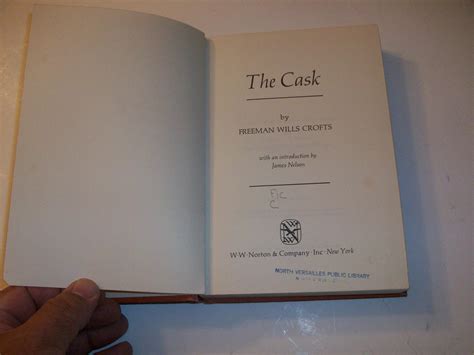 The Cask
by
FREEMAN WILLS CROFTS
with an introduction by
James Nelson
Fic
C
W·W·Norton & Company·Inc·New York
NORTH VERSAILLES PUBLIC LIBRARY